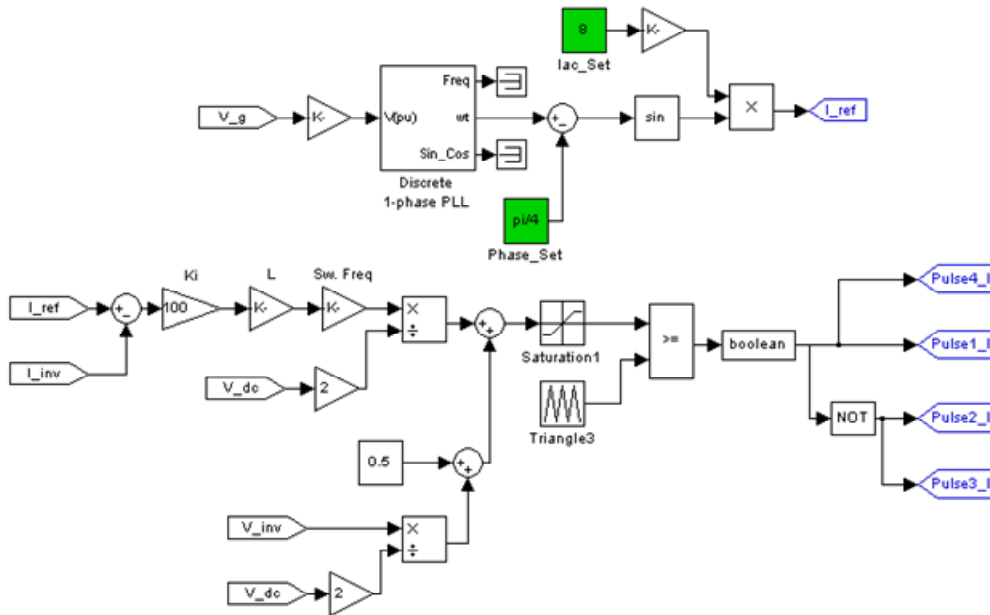 8
K-
Iac_Set
Freq
V_g
K-
V(pu)
wt
sin
×
I_ref
Sin_Cos
Discrete
1-phase PLL
pi/4
Phase_Set
Ki
L
Sw. Freq
I_ref
100
K-
K-
×
÷
Pulse4_I
Saturation1
>=
boolean
Pulse1_I
I_inv
V_dc
2
Triangle3
NOT
Pulse2_I
0.5
Pulse3_I
V_inv
×
÷
V_dc
2